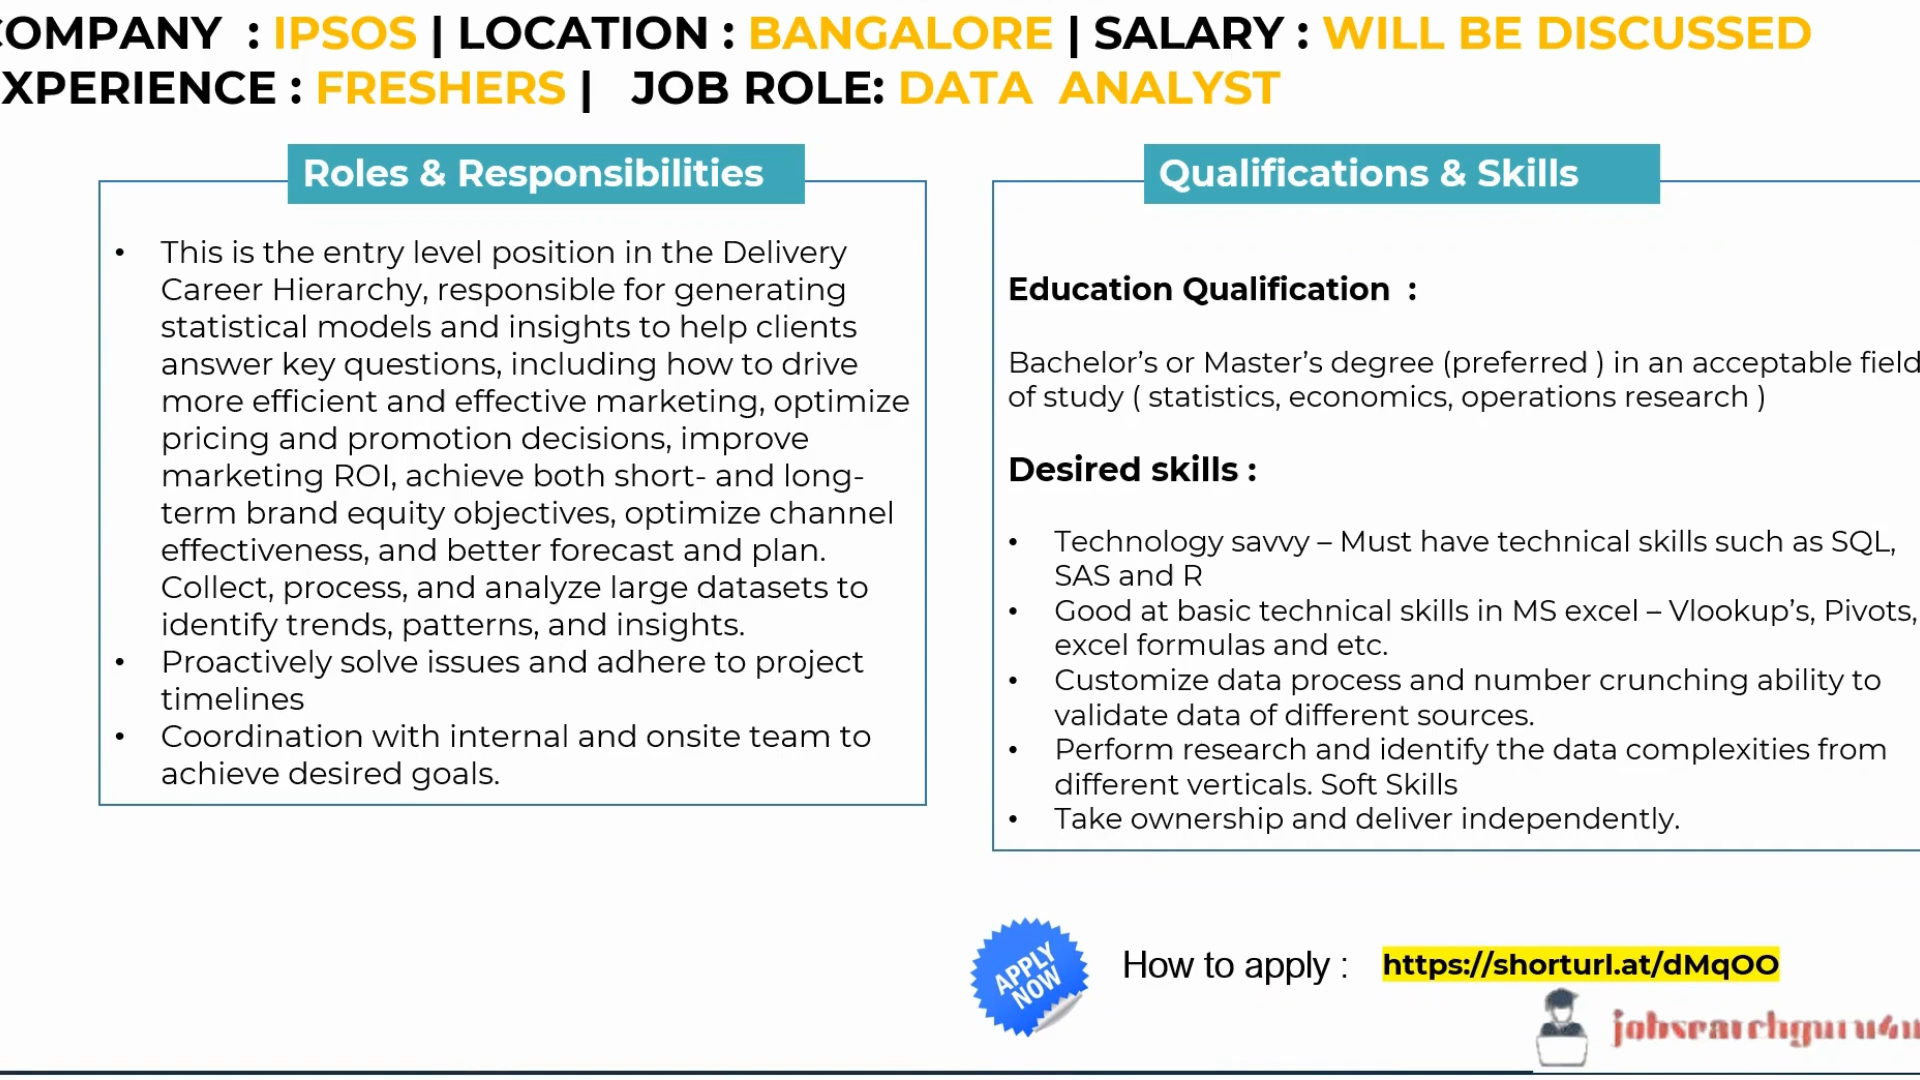 COMPANY : IPSOS | LOCATION : BANGALORE | SALARY : WILL BE DISCUSSED
XPERIENCE : FRESHERS | JOB ROLE: DATA ANALYST
Roles & Responsibilities
• This is the entry level position in the Delivery
Career Hierarchy, responsible for generating
statistical models and insights to help clients
answer key questions, including how to drive
more efficient and effective marketing, optimize
pricing and promotion decisions, improve
marketing ROI, achieve both short- and long-
term brand equity objectives, optimize channel
effectiveness, and better forecast and plan.
Collect, process, and analyze large datasets to
identify trends, patterns, and insights.
• Proactively solve issues and adhere to project
timelines
• Coordination with internal and onsite team to
achieve desired goals.
Qualifications & Skills
Education Qualification :
Bachelor's or Master's degree (preferred ) in an acceptable field
of study ( statistics, economics, operations research )
Desired skills :
• Technology savvy – Must have technical skills such as SQL,
SAS and R
• Good at basic technical skills in MS excel – Vlookup's, Pivots,
excel formulas and etc.
• Customize data process and number crunching ability to
validate data of different sources.
• Perform research and identify the data complexities from
different verticals. Soft Skills
• Take ownership and deliver independently.
APPLY
NOW
How to apply : https://shorturl.at/dMqOO